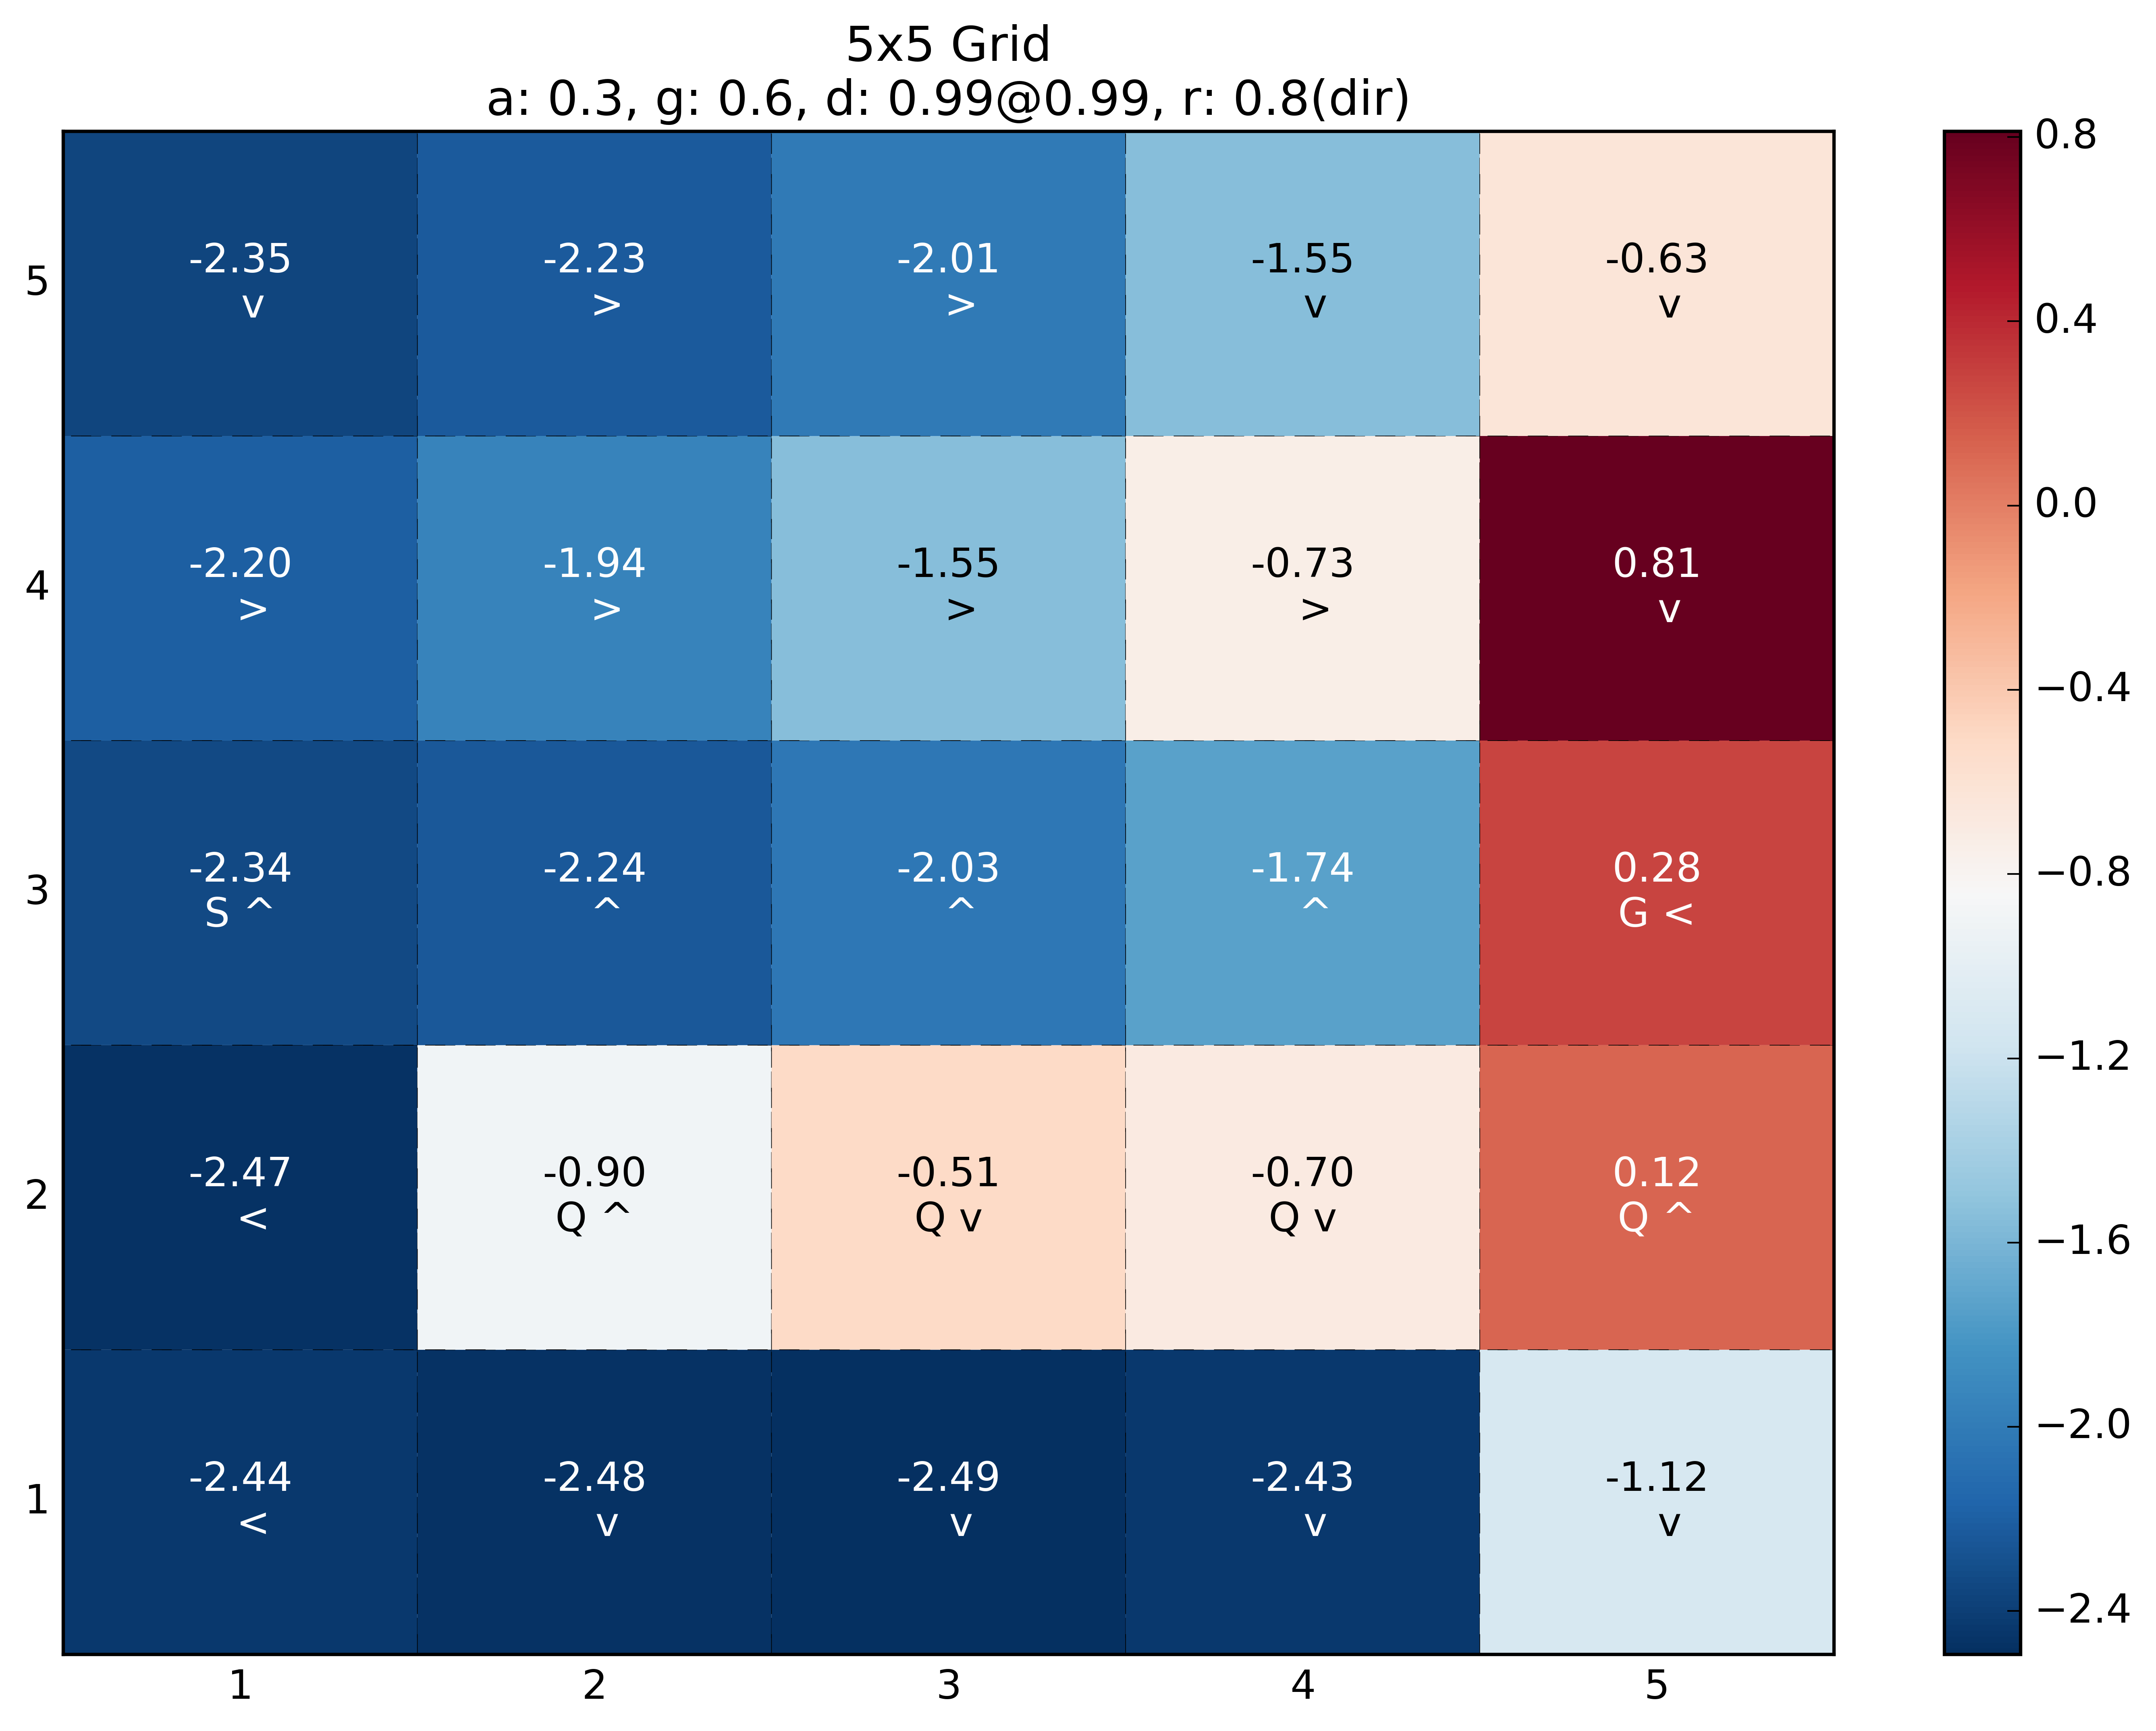 5x5 Grid
a: 0.3, g: 0.6, d: 0.99@0.99, r: 0.8(dir)
5
-2.35 -2.23 -2.01 -1.55 -0.63
v > > v v
4
-2.20 -1.94 -1.55 -0.73 0.81
> > > > v
3
-2.34 -2.24 -2.03 -1.74 0.28
S ^ ^ ^ ^ G <
2
-2.47 -0.90 -0.51 -0.70 0.12
< Q ^ Q v Q v Q ^
1
-2.44 -2.48 -2.49 -2.43 -1.12
< v v v v
1 2 3 4 5
0.8
0.4
0.0
−0.4
−0.8
−1.2
−1.6
−2.0
−2.4